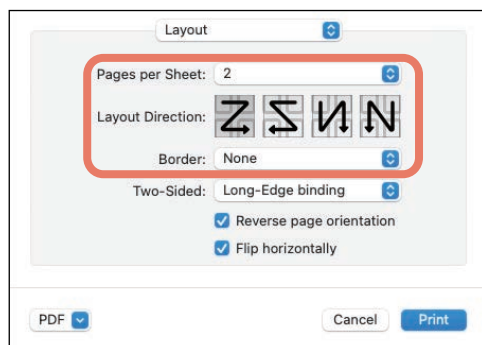 Layout
Pages per Sheet: 2
Layout Direction:
Border: None
Two-Sided: Long-Edge binding
Reverse page orientation
Flip horizontally
PDF Cancel Print